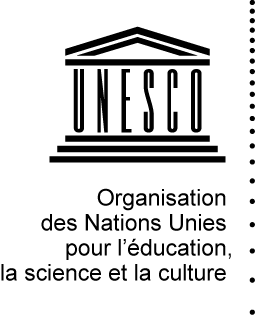 UNESCO
Organisation
des Nations Unies
pour l'éducation,
la science et la culture